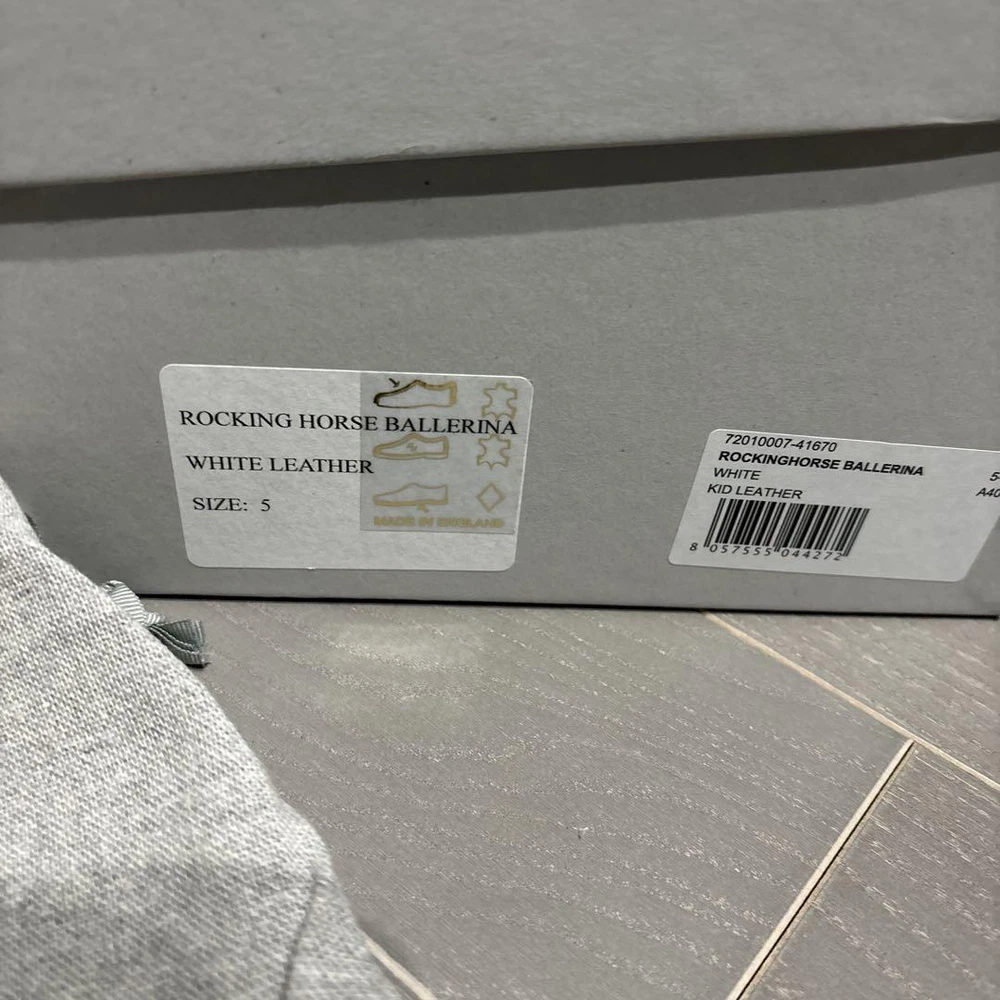 ROCKING HORSE BALLERINA
WHITE LEATHER
SIZE: 5
MADE IN ENGLAND
72010007-41670
ROCKINGHORSE BALLERINA
WHITE
KID LEATHER
8 057555 044272